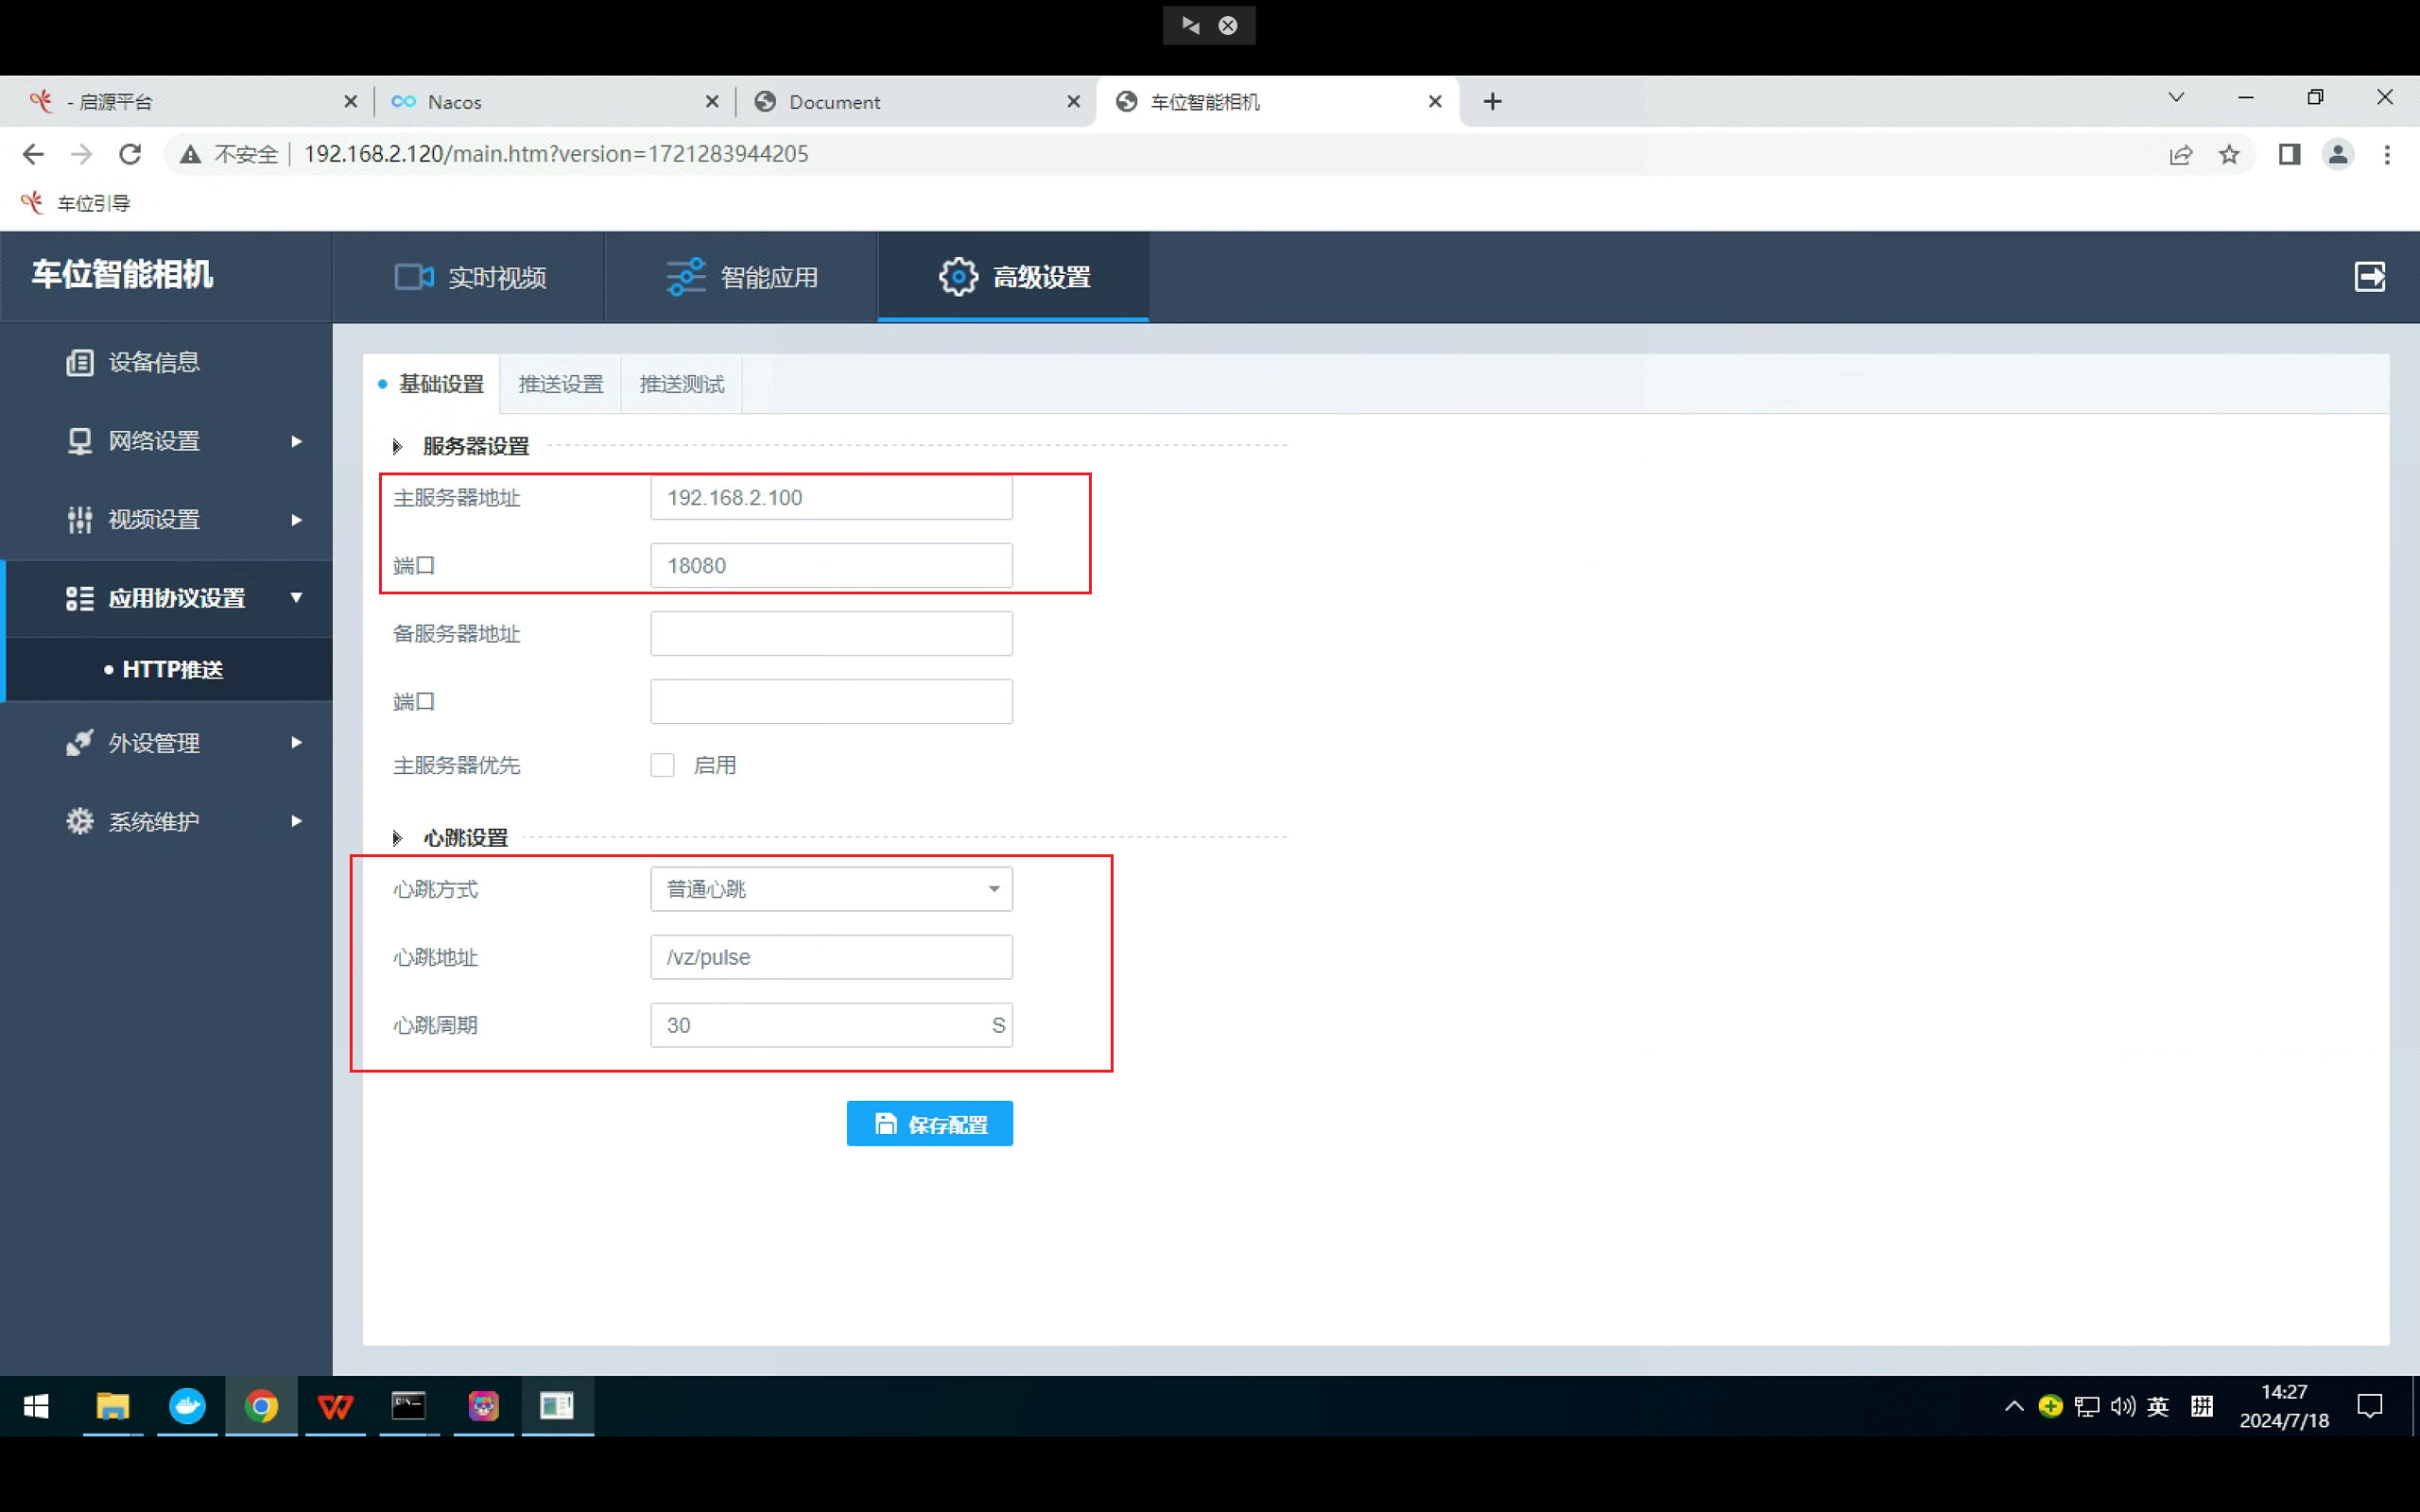 - 启源平台
Nacos
Document
车位智能相机
不安全
192.168.2.120/main.htm?version=1721283944205
车位引导
车位智能相机
实时视频
智能应用
高级设置
设备信息
网络设置
视频设置
应用协议设置
HTTP推送
外设管理
系统维护
基础设置
推送设置
推送测试
服务器设置
主服务器地址 192.168.2.100
端口 18080
备服务器地址
端口
主服务器优先 启用
心跳设置
心跳方式 普通心跳
心跳地址 /vz/pulse
心跳周期 30 S
保存配置
英
拼
14:27
2024/7/18